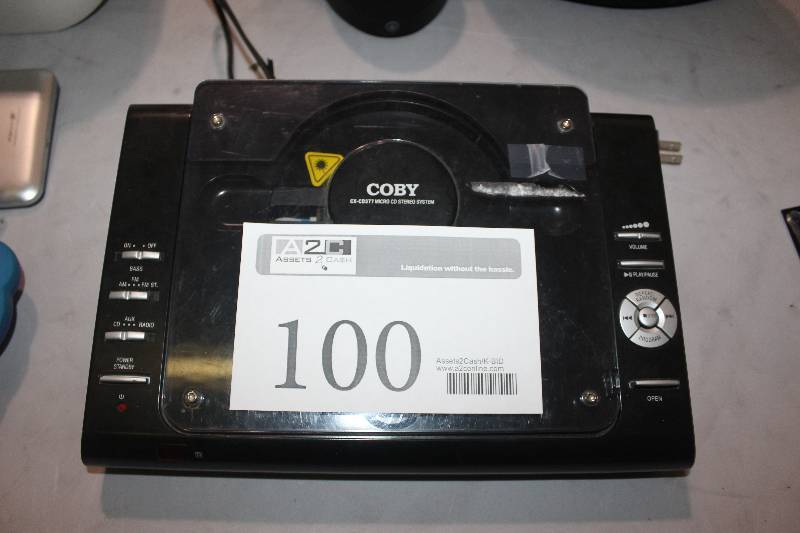 COBY
CX-CD377 MICRO CD STEREO SYSTEM
A2C
ASSETS 2 CASH
Liquidation without the hassle.
100
Assets2Cash/K-BID
www.a2conline.com
ON • • OFF
BASS
FM
AM • • • FM ST.
AUX
CD • • • RADIO
POWER
STANDBY
VOLUME
PLAY/PAUSE
REPEAT
RANDOM
PROGRAM
OPEN